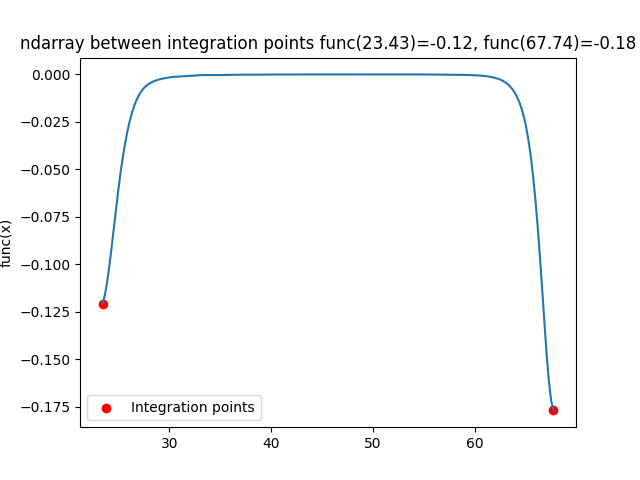 ndarray between integration points func(23.43)=-0.12, func(67.74)=-0.18
0.000
−0.025
−0.050
−0.075
−0.100
−0.125
−0.150
−0.175
func(x)
Integration points
30 40 50 60